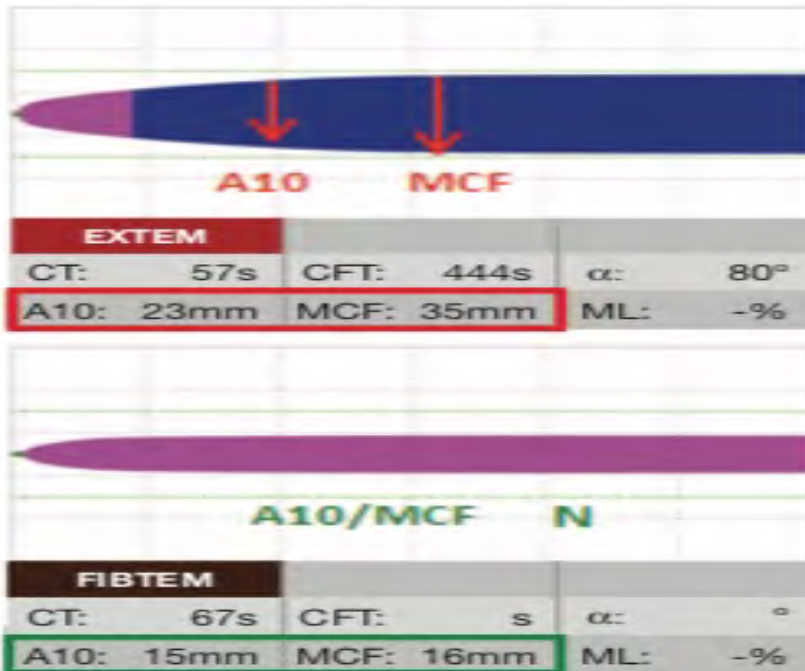 A10 MCF
EXTEM
CT: 57s CFT: 444s α: 80°
A10: 23mm MCF: 35mm ML: -%
A10/MCF N
FIBTEM
CT: 67s CFT: s α: °
A10: 15mm MCF: 16mm ML: -%